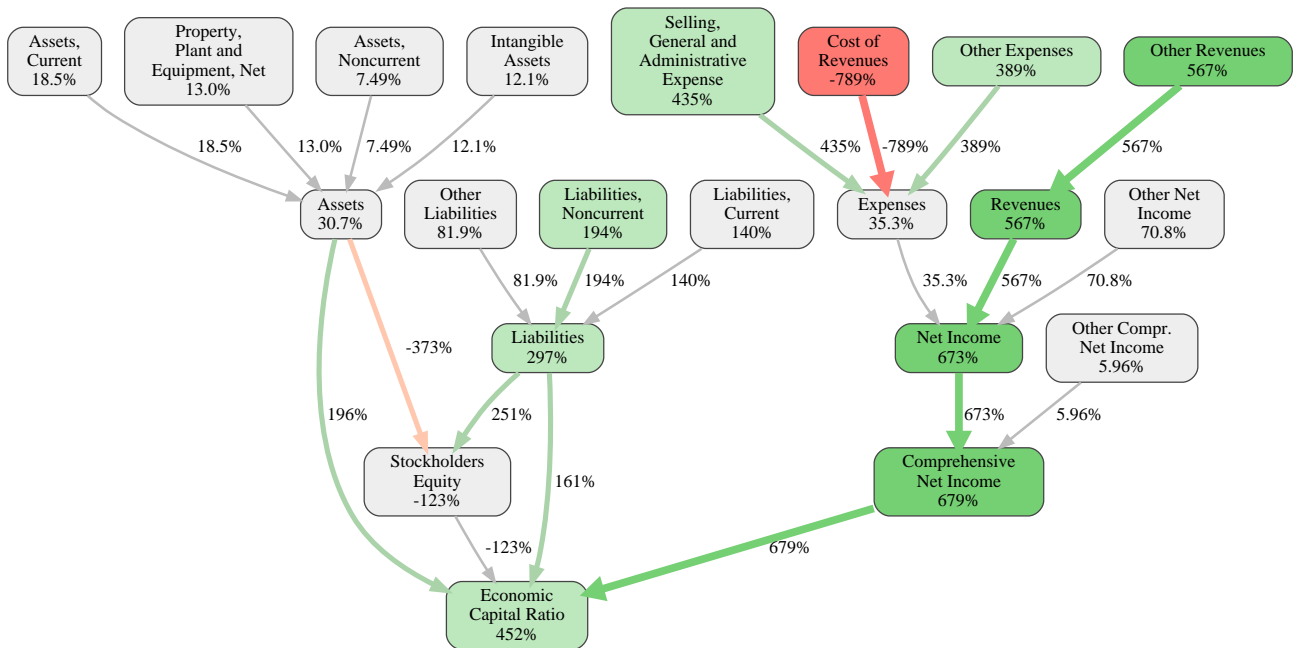 Assets,
Current
18.5%
Property,
Plant and
Equipment, Net
13.0%
Assets,
Noncurrent
7.49%
Intangible
Assets
12.1%
Selling,
General and
Administrative
Expense
435%
Cost of
Revenues
-789%
Other Expenses
389%
Other Revenues
567%
18.5%
13.0%
7.49%
12.1%
435%
-789%
389%
567%
Assets
30.7%
Other
Liabilities
81.9%
Liabilities,
Noncurrent
194%
Liabilities,
Current
140%
Expenses
35.3%
Revenues
567%
Other Net
Income
70.8%
81.9%
194%
140%
35.3%
567%
70.8%
-373%
Liabilities
297%
Net Income
673%
Other Compr.
Net Income
5.96%
196%
251%
673%
5.96%
Stockholders
Equity
-123%
161%
Comprehensive
Net Income
679%
-123%
679%
Economic
Capital Ratio
452%